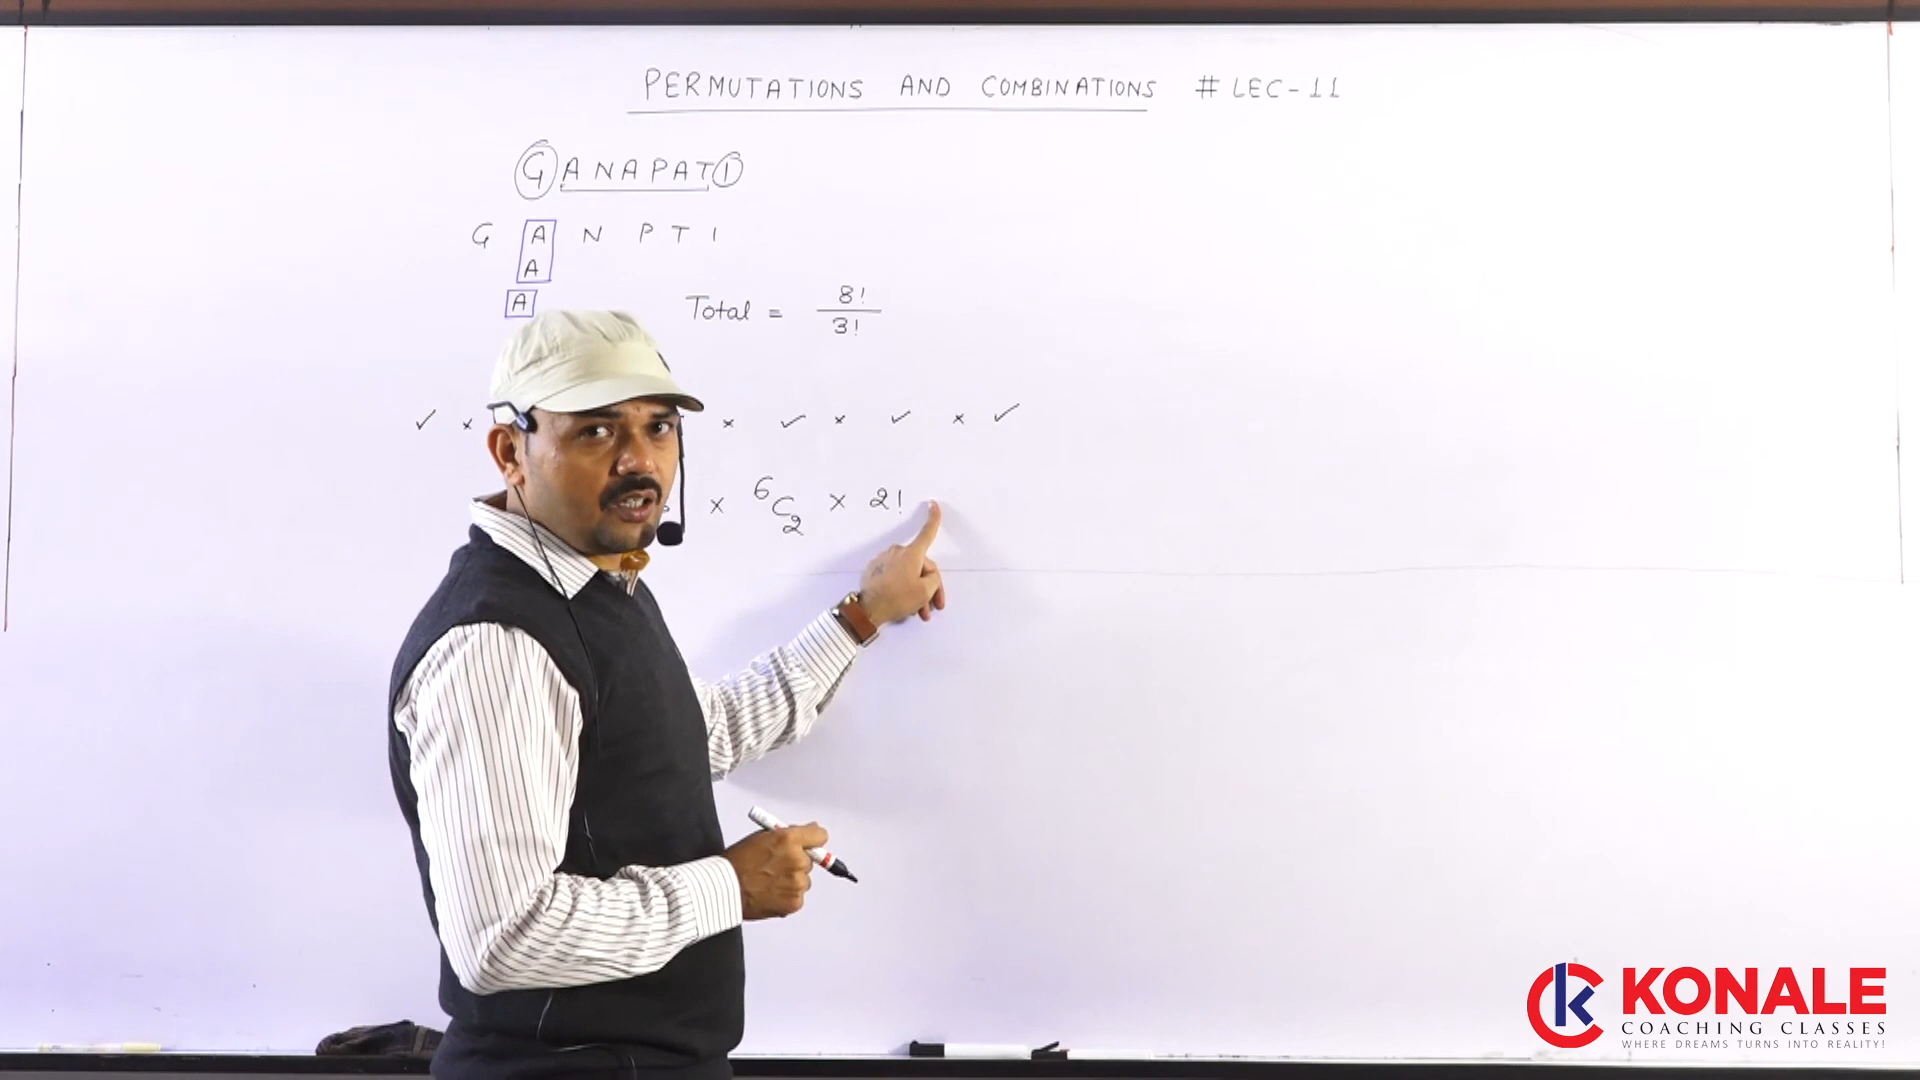 PERMUTATIONS AND COMBINATIONS # LEC-11
GANAPATI
G A N P T I
A
A
Total = 8!
3!
✓ × × ✓ × ✓ × ✓
× ⁶C₂ × 2!
KONALE
COACHING CLASSES
WHERE DREAMS TURNS INTO REALITY!